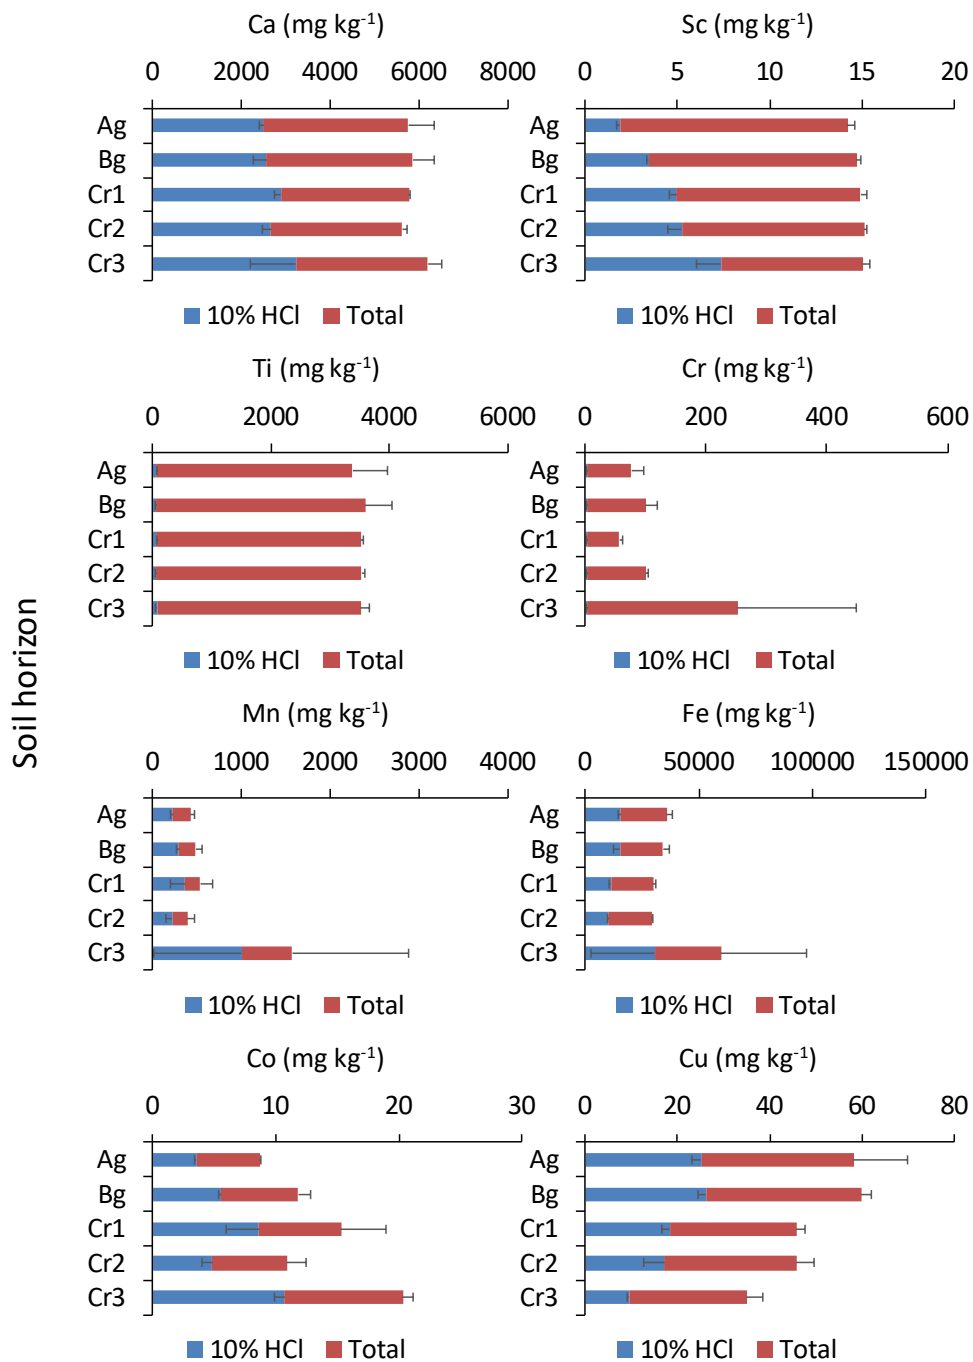 Soil horizon
Ca (mg kg⁻¹)
0 2000 4000 6000 8000
Ag
Bg
Cr1
Cr2
Cr3
10% HCl Total
Sc (mg kg⁻¹)
0 5 10 15 20
Ag
Bg
Cr1
Cr2
Cr3
10% HCl Total
Ti (mg kg⁻¹)
0 2000 4000 6000
Ag
Bg
Cr1
Cr2
Cr3
10% HCl Total
Cr (mg kg⁻¹)
0 200 400 600
Ag
Bg
Cr1
Cr2
Cr3
10% HCl Total
Mn (mg kg⁻¹)
0 1000 2000 3000 4000
Ag
Bg
Cr1
Cr2
Cr3
10% HCl Total
Fe (mg kg⁻¹)
0 50000 100000 150000
Ag
Bg
Cr1
Cr2
Cr3
10% HCl Total
Co (mg kg⁻¹)
0 10 20 30
Ag
Bg
Cr1
Cr2
Cr3
10% HCl Total
Cu (mg kg⁻¹)
0 20 40 60 80
Ag
Bg
Cr1
Cr2
Cr3
10% HCl Total